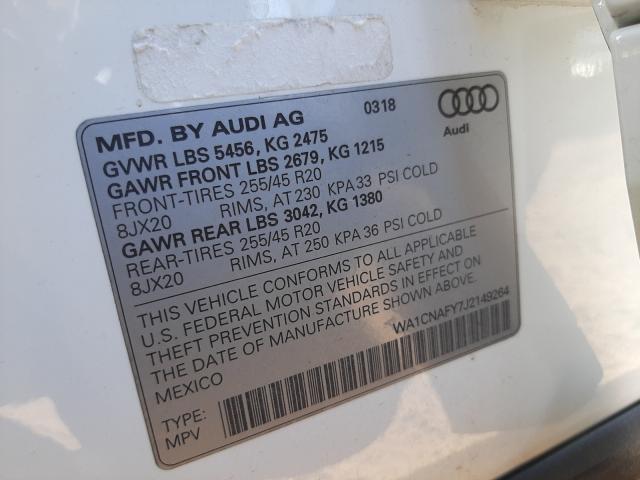 MFD. BY AUDI AG 0318
Audi
GVWR LBS 5456, KG 2475
GAWR FRONT LBS 2679, KG 1215
FRONT-TIRES 255/45 R20
8JX20 RIMS, AT 230 KPA 33 PSI COLD
GAWR REAR LBS 3042, KG 1380
REAR-TIRES 255/45 R20
8JX20 RIMS, AT 250 KPA 36 PSI COLD
THIS VEHICLE CONFORMS TO ALL APPLICABLE
U.S. FEDERAL MOTOR VEHICLE SAFETY AND
THEFT PREVENTION STANDARDS IN EFFECT ON
THE DATE OF MANUFACTURE SHOWN ABOVE.
MEXICO WA1CNAFY7J2149264
TYPE:
MPV